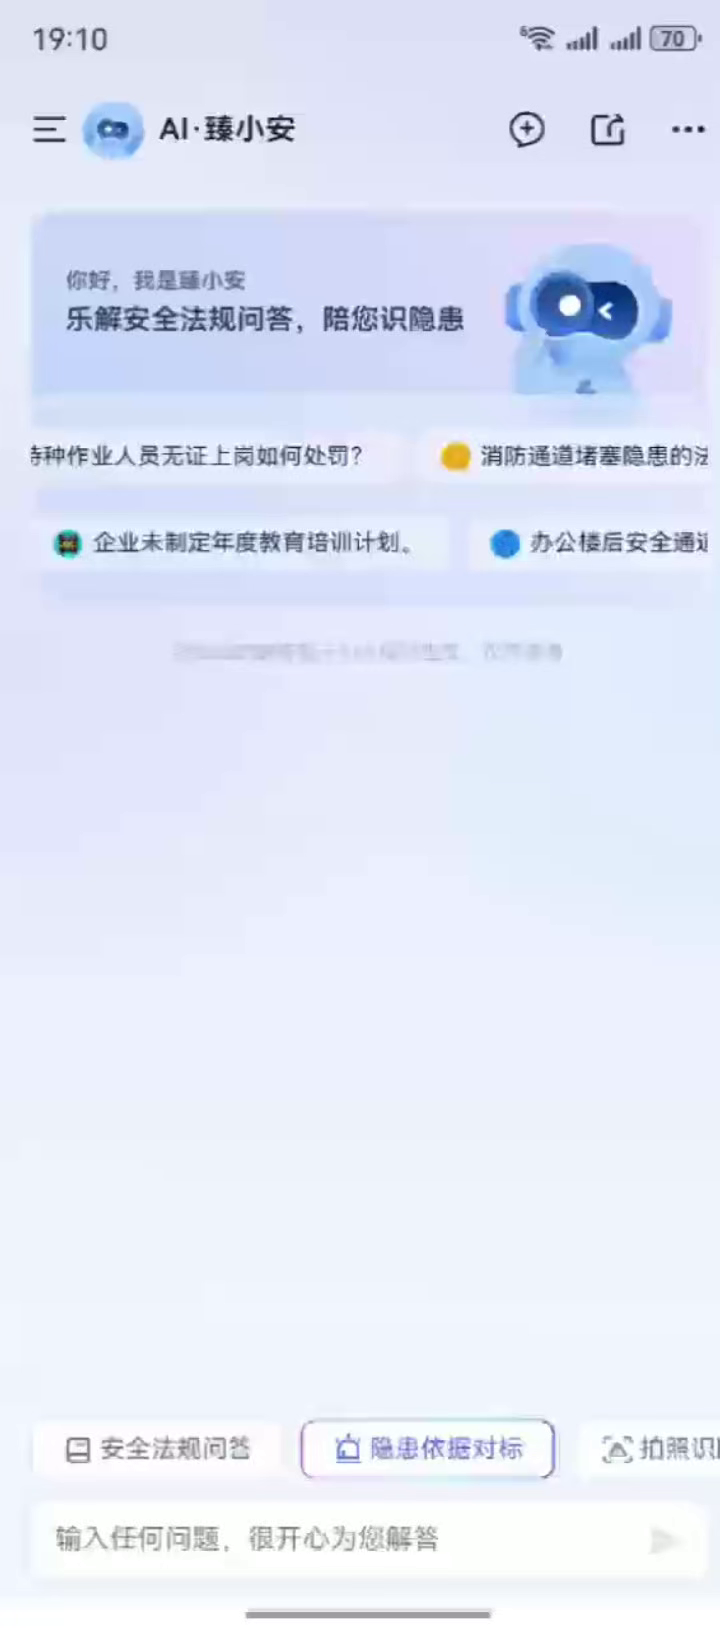 19:10
6
70
AI·臻小安
你好，我是臻小安
乐解安全法规问答，陪您识隐患
特种作业人员无证上岗如何处罚？
消防通道堵塞隐患的法
企业未制定年度教育培训计划。
办公楼后安全通道
安全法规问答
隐患依据对标
拍照识
输入任何问题，很开心为您解答